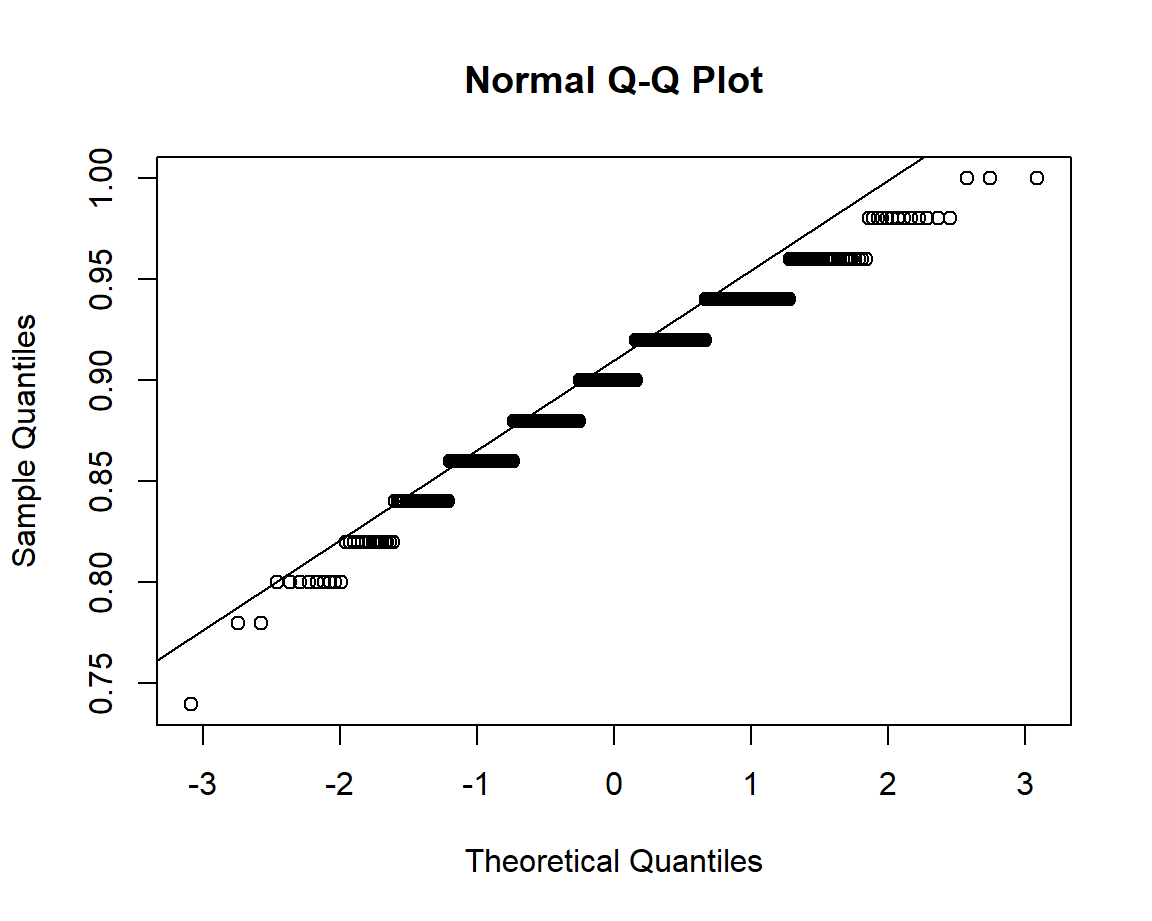 Normal Q-Q Plot
1.00
0.95
0.90
0.85
0.80
0.75
Sample Quantiles
-3 -2 -1 0 1 2 3
Theoretical Quantiles